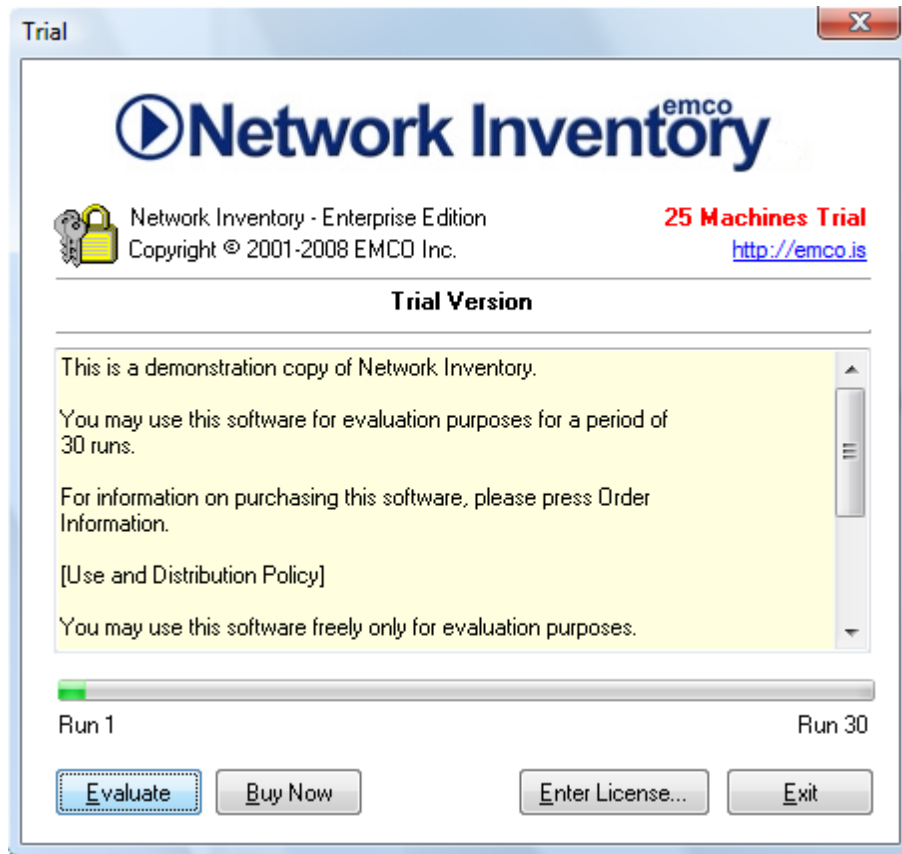 Trial
emco
Network Inventory
Network Inventory - Enterprise Edition
25 Machines Trial
Copyright © 2001-2008 EMCO Inc.
http://emco.is
Trial Version
This is a demonstration copy of Network Inventory.
You may use this software for evaluation purposes for a period of
30 runs.
For information on purchasing this software, please press Order
Information.
[Use and Distribution Policy]
You may use this software freely only for evaluation purposes.
Run 1
Run 30
Evaluate
Buy Now
Enter License...
Exit